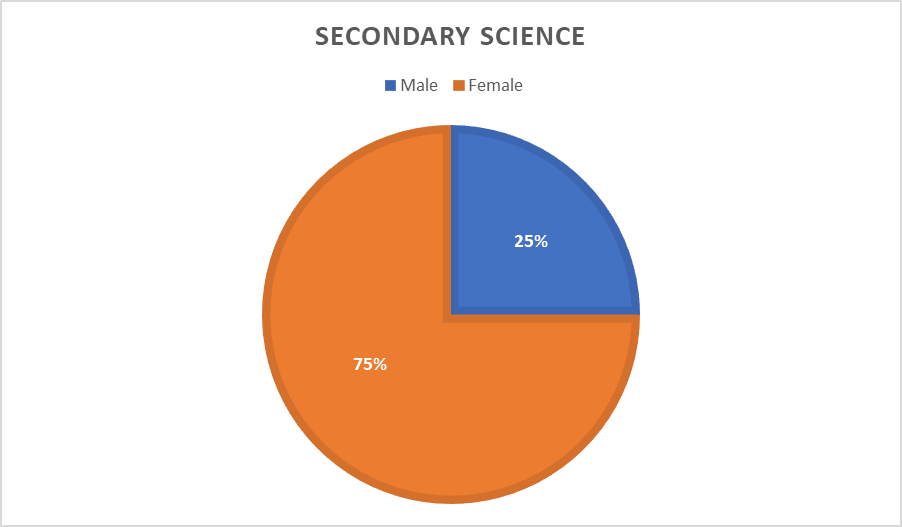 SECONDARY SCIENCE
Male Female
25%
75%